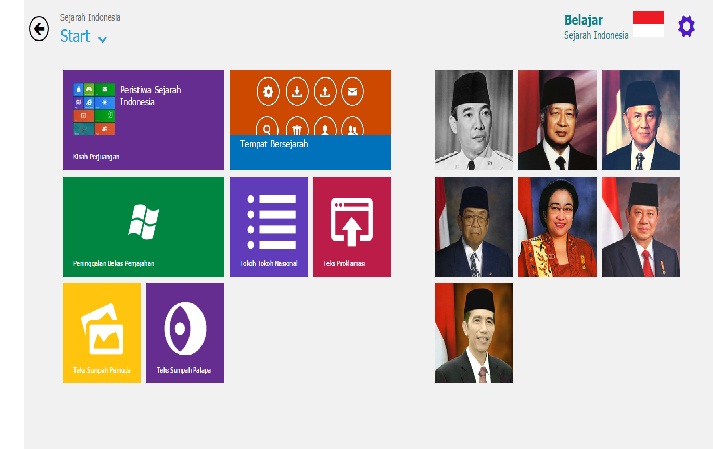 Sejarah Indonesia
Start
Belajar
Sejarah Indonesia
Peristiwa Sejarah
Indonesia
Kisah Perjuangan
Tempat Bersejarah
Peninggalan Bekas Penjajahan
Tokoh Tokoh Nasional
Teks Proklamasi
Teks Sumpah Pemuda
Teks Sumpah Palapa